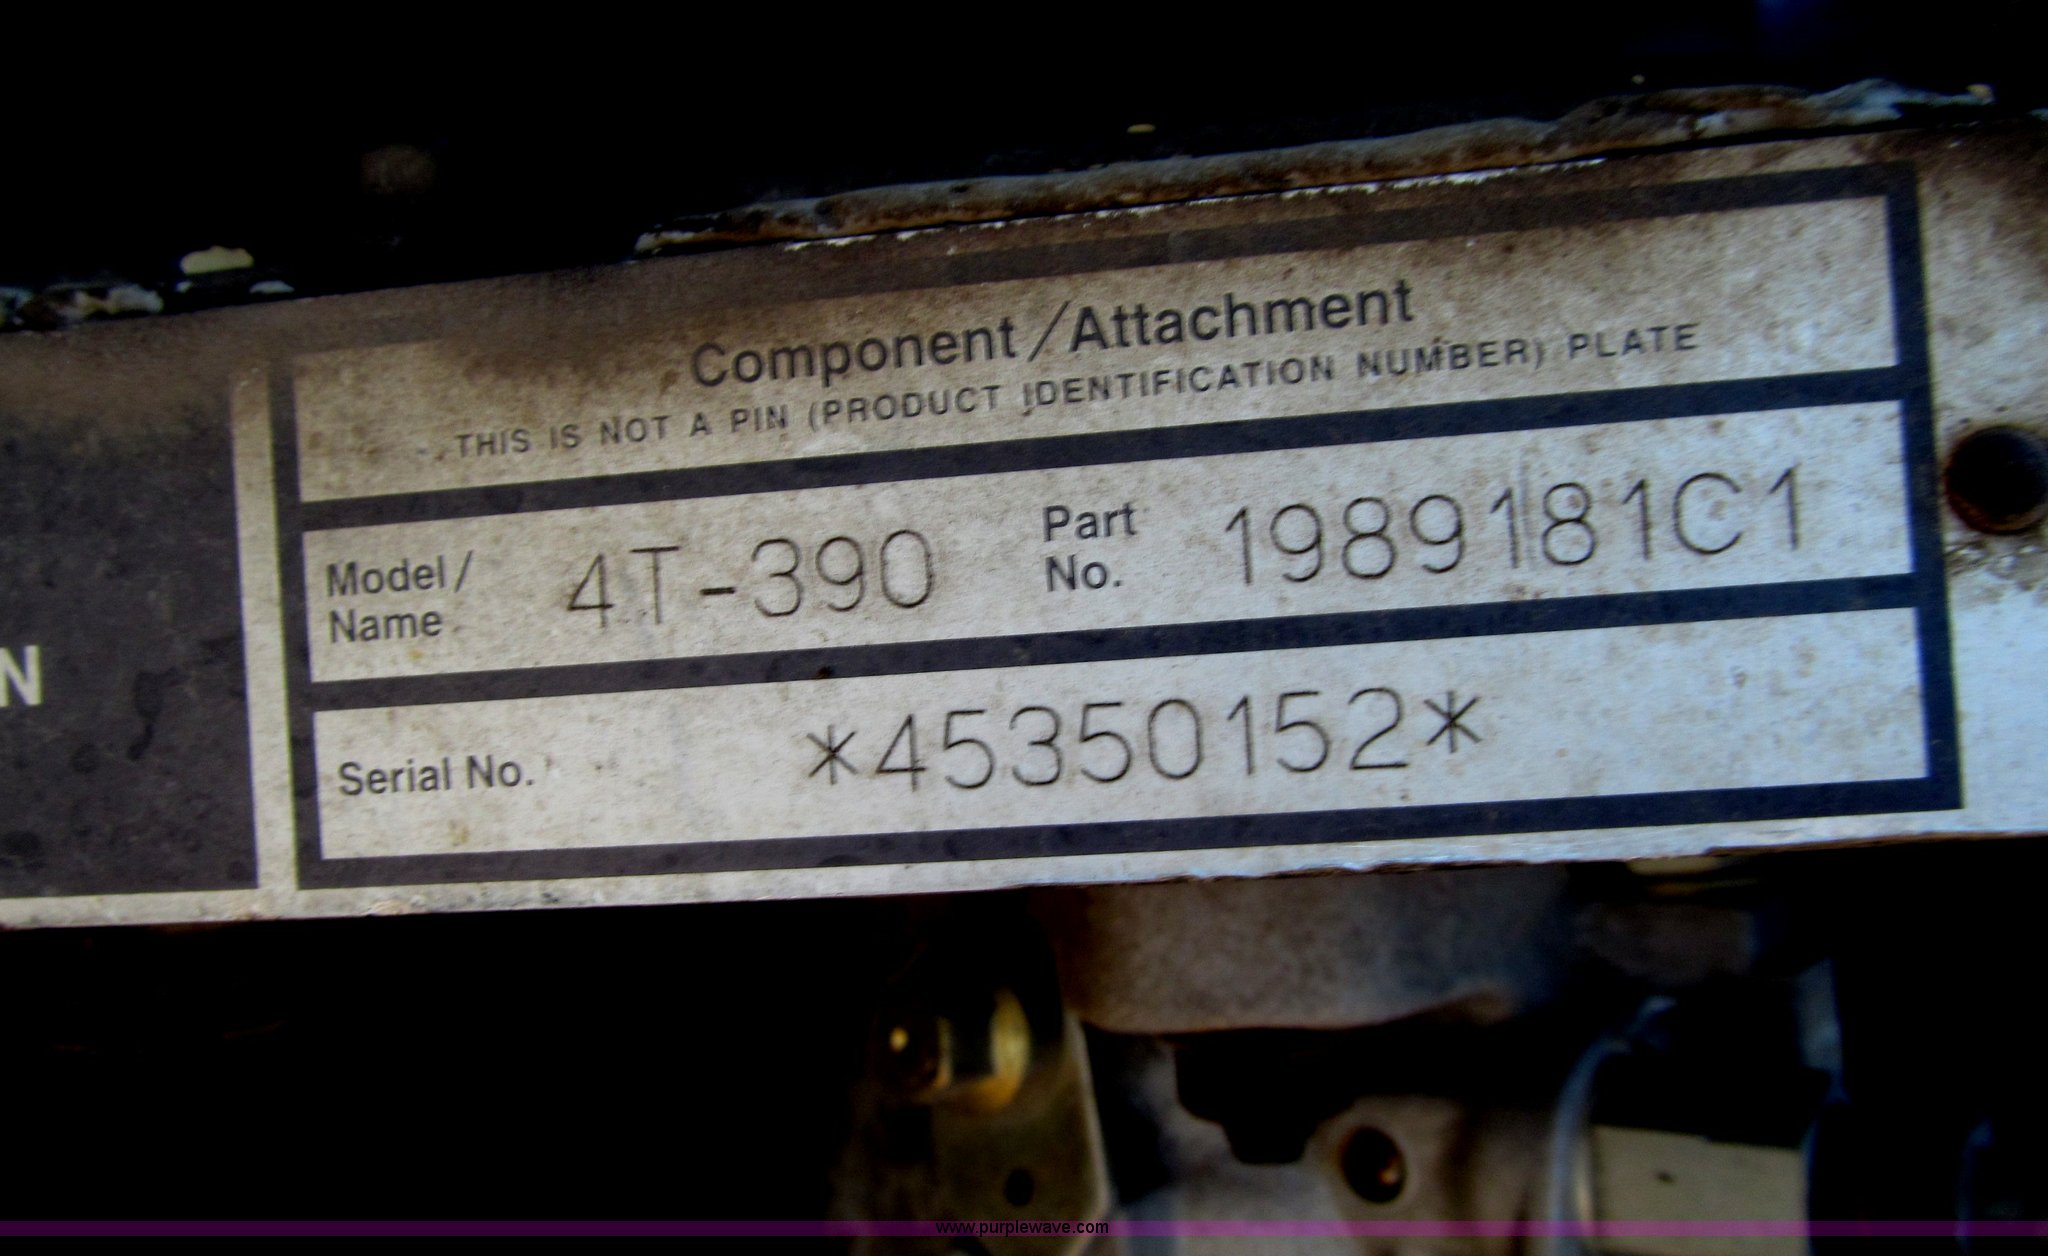 Component/Attachment
THIS IS NOT A PIN (PRODUCT IDENTIFICATION NUMBER) PLATE
Model/
Name
4T-390
Part
No.
1989181C1
Serial No.
*45350152*
N
www.purplewave.com